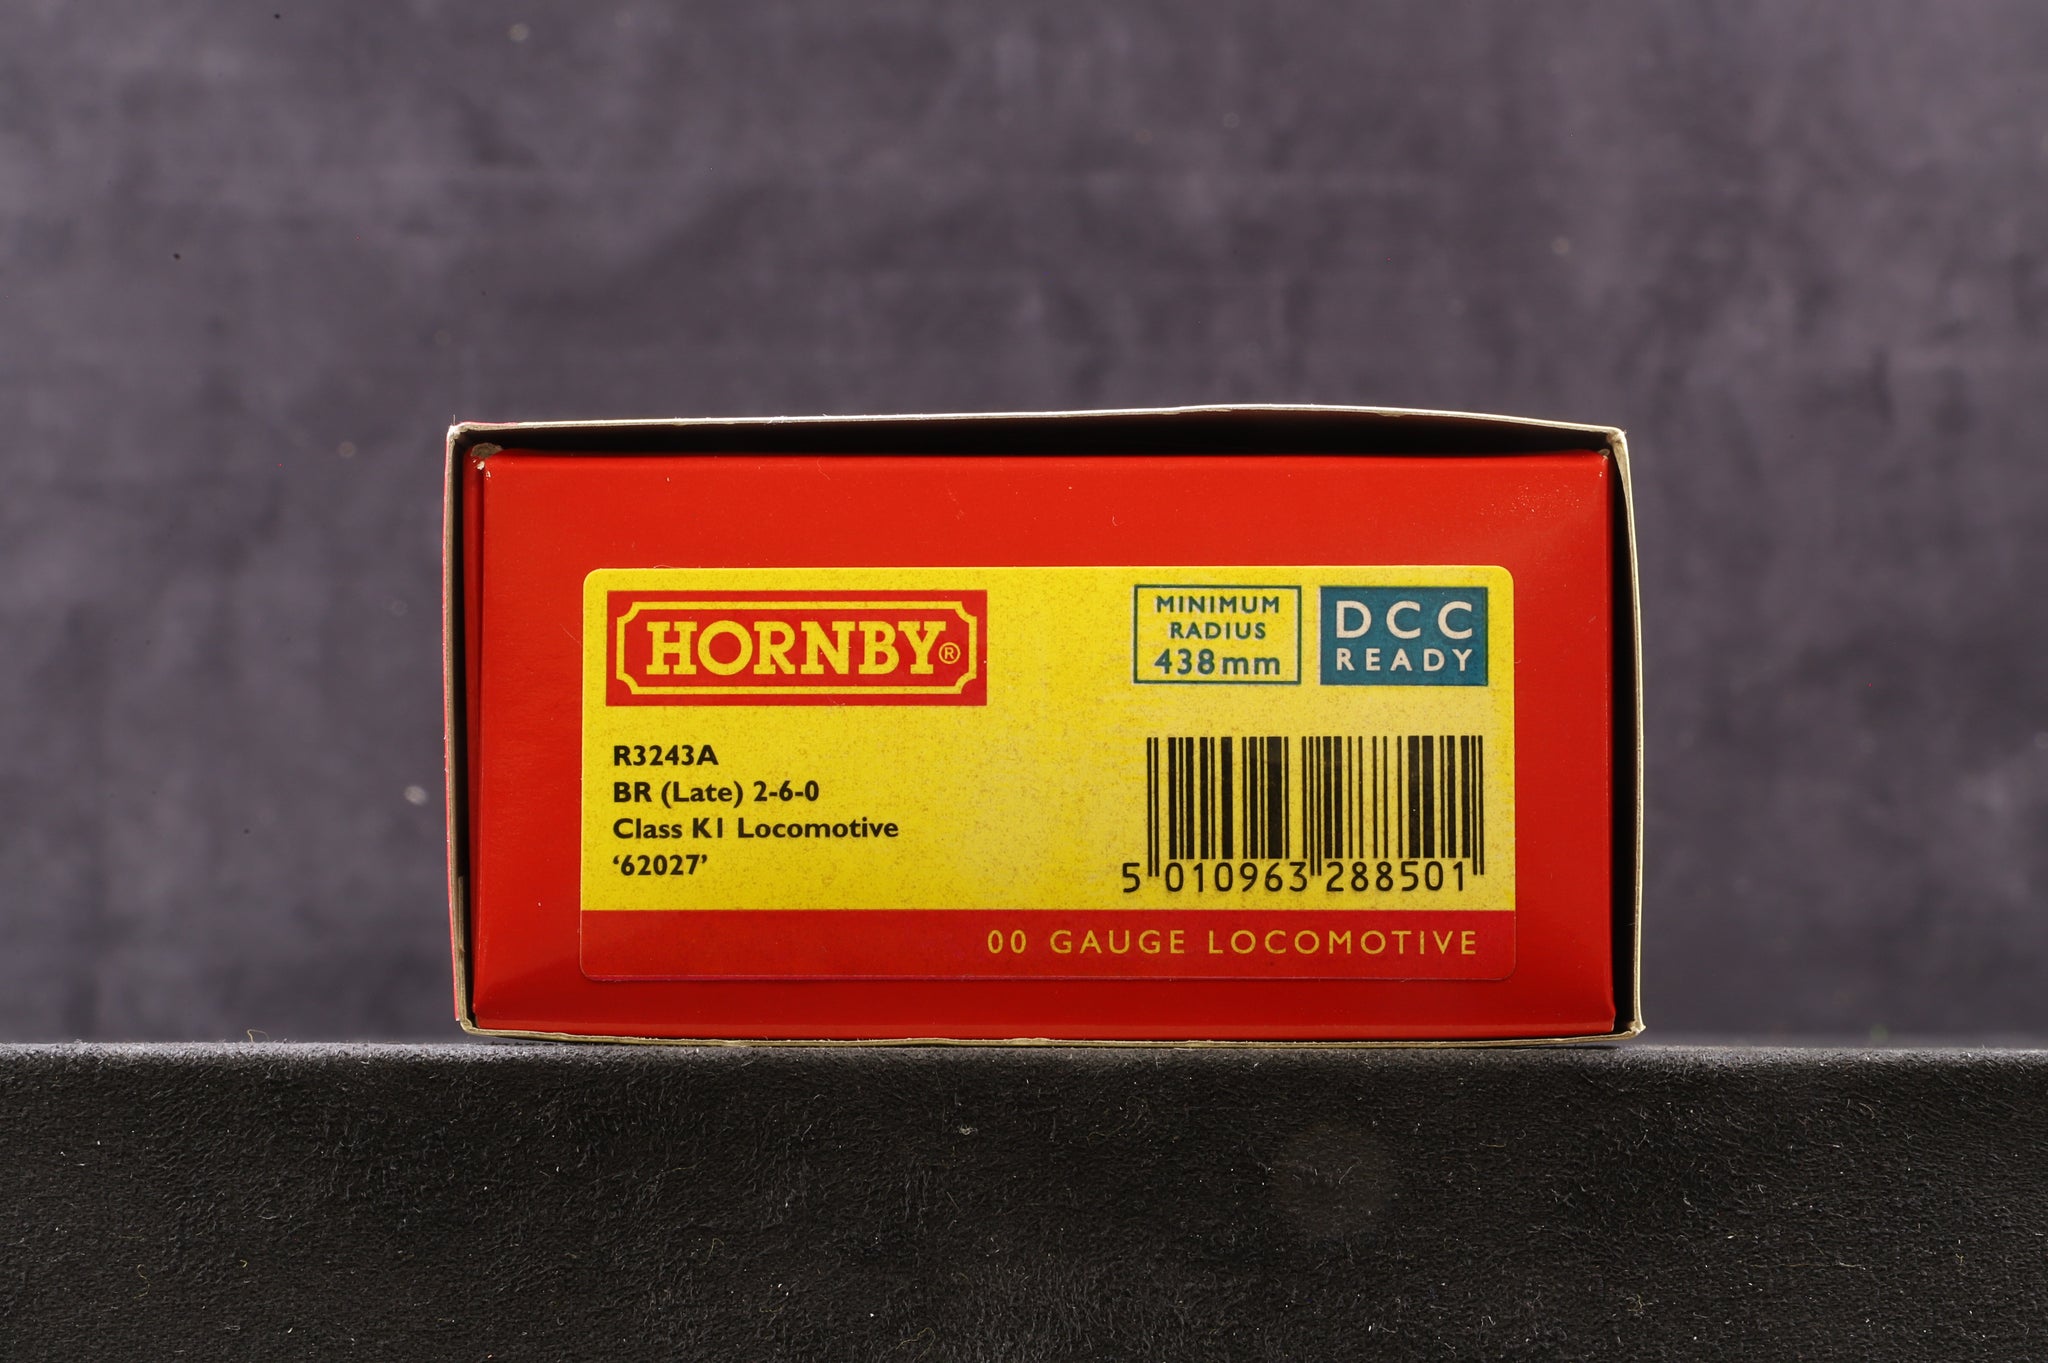 HORNBY®
MINIMUM
RADIUS
438mm
DCC
READY
R3243A
BR (Late) 2-6-0
Class K1 Locomotive
‘62027’
5 010963 288501
00 GAUGE LOCOMOTIVE